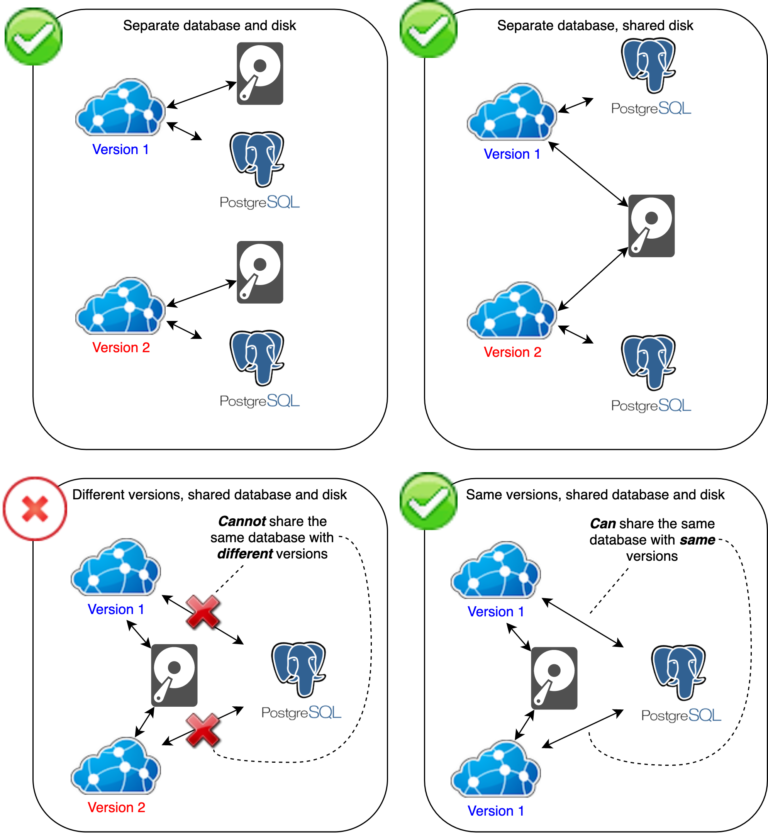 Separate database and disk
Version 1
PostgreSQL
Version 2
PostgreSQL
Separate database, shared disk
PostgreSQL
Version 1
Version 2
PostgreSQL
Different versions, shared database and disk
Cannot share the
same database with
different versions
Version 1
PostgreSQL
Version 2
Same versions, shared database and disk
Can share the same
database with same
versions
Version 1
PostgreSQL
Version 1